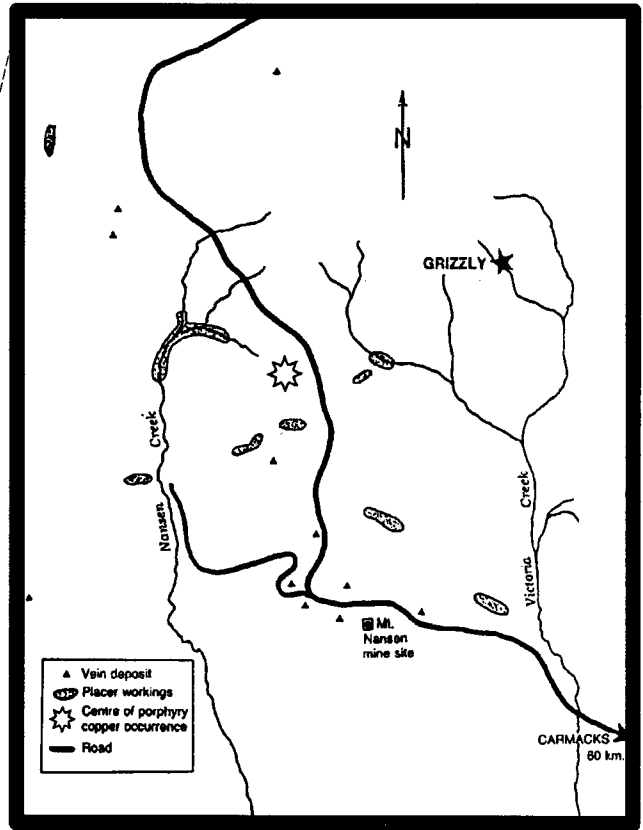 N
GRIZZLY
Creek
Nansen
Creek
Victoria
Mt.
Nansen
mine site
CARMACKS
60 km.
Vein deposit
Placer workings
Centre of porphyry
copper occurrence
Road